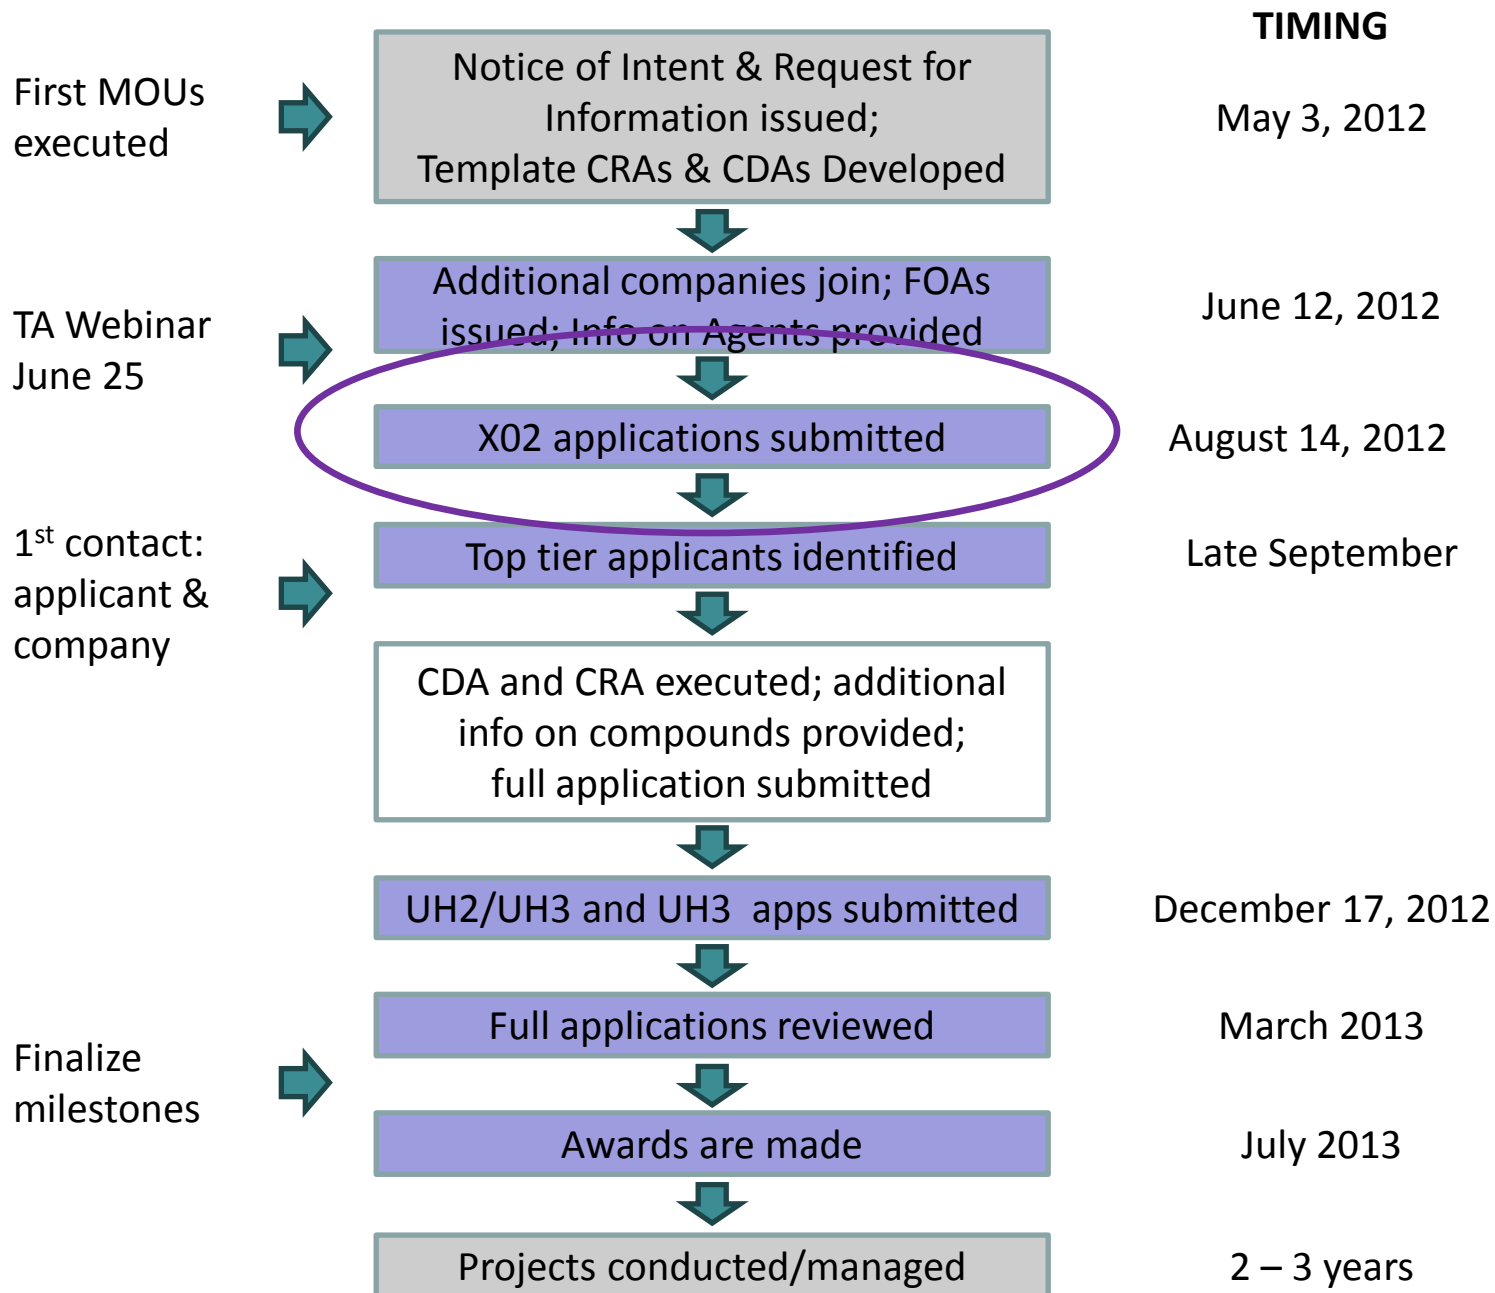 TIMING
First MOUs
executed
Notice of Intent & Request for
Information issued;
Template CRAs & CDAs Developed
May 3, 2012
TA Webinar
June 25
Additional companies join; FOAs
issued; Info on Agents provided
June 12, 2012
X02 applications submitted
August 14, 2012
1st contact:
applicant &
company
Top tier applicants identified
Late September
CDA and CRA executed; additional
info on compounds provided;
full application submitted
UH2/UH3 and UH3 apps submitted
December 17, 2012
Full applications reviewed
March 2013
Finalize
milestones
Awards are made
July 2013
Projects conducted/managed
2 – 3 years